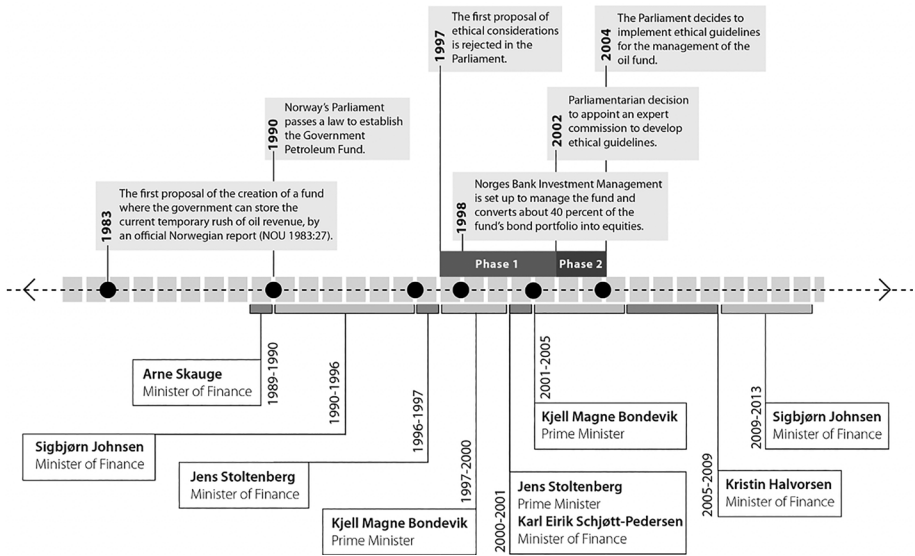 1997
The first proposal of
ethical considerations
is rejected in the
Parliament.
2004
The Parliament decides to
implement ethical guidelines
for the management of the
oil fund.
1990
Norway's Parliament
passes a law to establish
the Government
Petroleum Fund.
2002
Parliamentarian decision
to appoint an expert
commission to develop
ethical guidelines.
1983
The first proposal of the creation of a fund
where the government can store the
current temporary rush of oil revenue, by
an official Norwegian report (NOU 1983:27).
1998
Norges Bank Investment Management
is set up to manage the fund and
converts about 40 percent of the
fund's bond portfolio into equities.
Phase 1
Phase 2
Arne Skauge
Minister of Finance
1989-1990
Sigbjørn Johnsen
Minister of Finance
1990-1996
Jens Stoltenberg
Minister of Finance
1996-1997
Kjell Magne Bondevik
Prime Minister
1997-2000
2000-2001
Jens Stoltenberg
Prime Minister
Karl Eirik Schjøtt-Pedersen
Minister of Finance
2001-2005
Kjell Magne Bondevik
Prime Minister
2005-2009
Kristin Halvorsen
Minister of Finance
2009-2013
Sigbjørn Johnsen
Minister of Finance